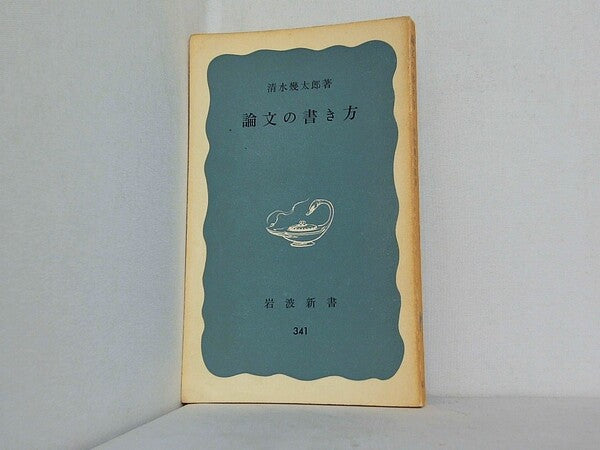 清水幾太郎著
論文の書き方
岩波新書
341